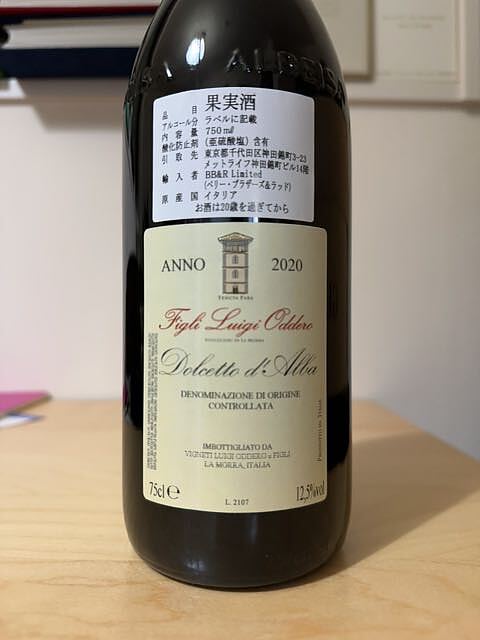 品目 果実酒
アルコール分 ラベルに記載
内容量 750㎖
酸化防止剤 (亜硫酸塩) 含有
引取先 東京都千代田区神田錦町3-23
メットライフ神田錦町ビル14階
輸入者 BB&R Limited
(ベリー・ブラザーズ&ラッド)
原産国 イタリア
お酒は20歳を過ぎてから
ANNO 2020
TENUTA PARÀ
Figli Luigi Oddero
Dolcetto d'Alba
DENOMINAZIONE DI ORIGINE
CONTROLLATA
IMBOTTIGLIATO DA
VIGNETI LUIGI ODDERO e FIGLI
LA MORRA, ITALIA
PRODOTTO IN ITALIA
75cl e
12,5%vol
L. 2107